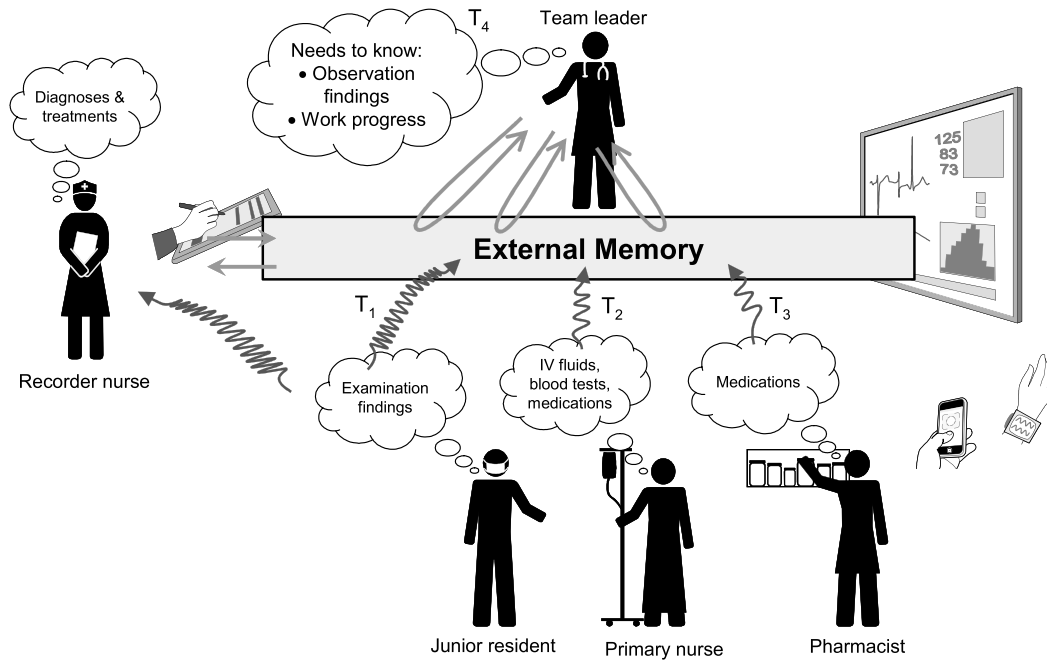 Team leader
T4
Needs to know:
• Observation
findings
• Work progress
Diagnoses &
treatments
125
83
73
External Memory
T1
T2
T3
Recorder nurse
Examination
findings
IV fluids,
blood tests,
medications
Medications
Junior resident
Primary nurse
Pharmacist